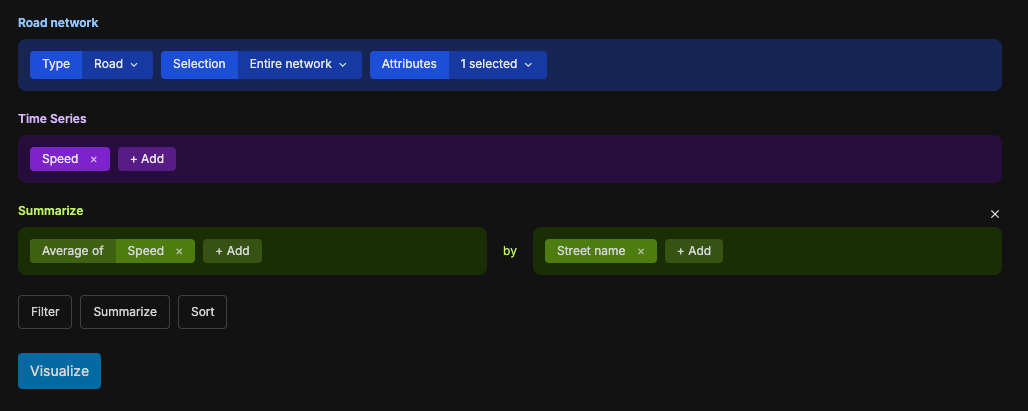 Road network
Type Road Selection Entire network Attributes 1 selected
Time Series
Speed × + Add
Summarize ×
Average of Speed × + Add by Street name × + Add
Filter Summarize Sort
Visualize